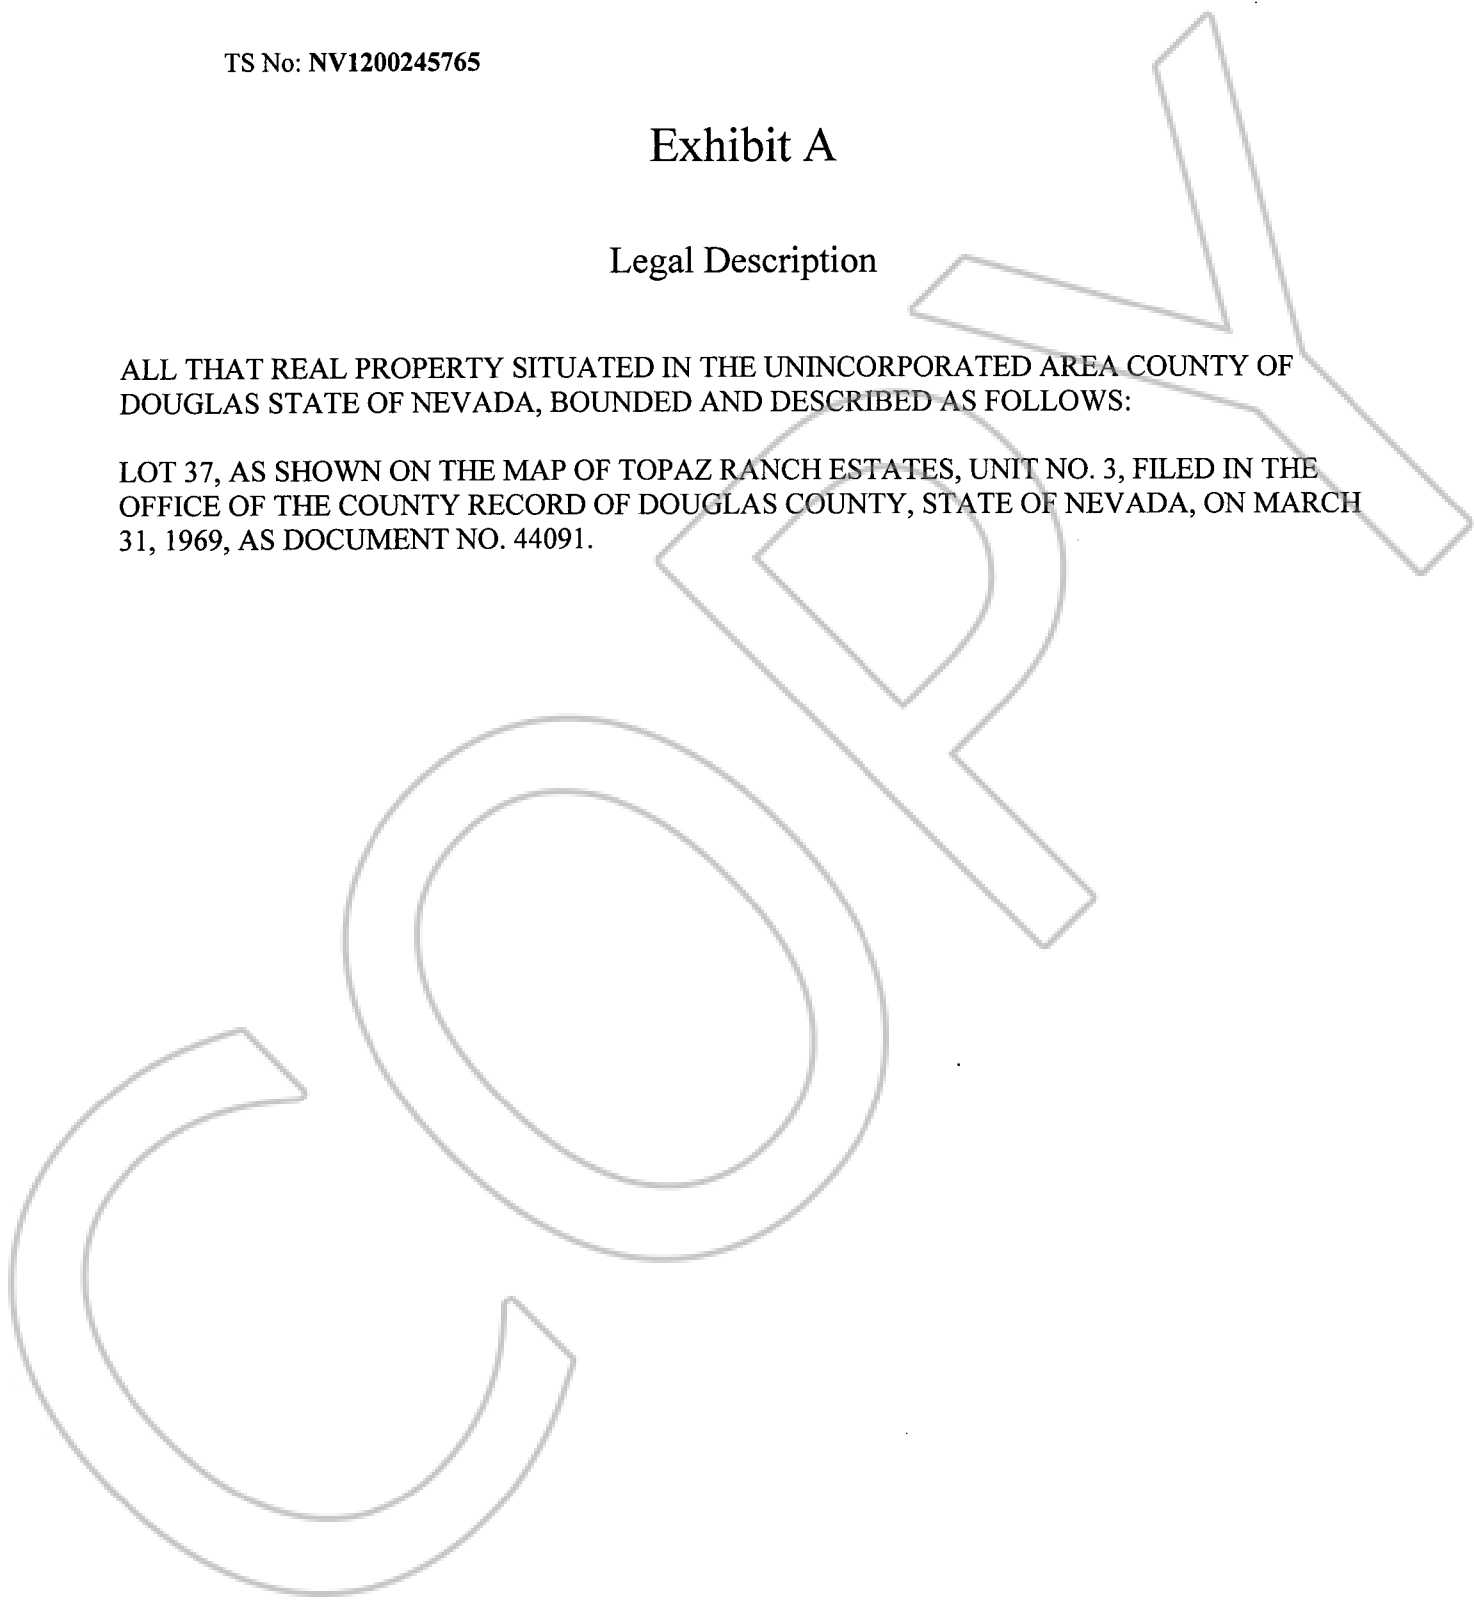 TS No: NV1200245765
Exhibit A
Legal Description
ALL THAT REAL PROPERTY SITUATED IN THE UNINCORPORATED AREA COUNTY OF
DOUGLAS STATE OF NEVADA, BOUNDED AND DESCRIBED AS FOLLOWS:
LOT 37, AS SHOWN ON THE MAP OF TOPAZ RANCH ESTATES, UNIT NO. 3, FILED IN THE
OFFICE OF THE COUNTY RECORD OF DOUGLAS COUNTY, STATE OF NEVADA, ON MARCH
31, 1969, AS DOCUMENT NO. 44091.
COPY